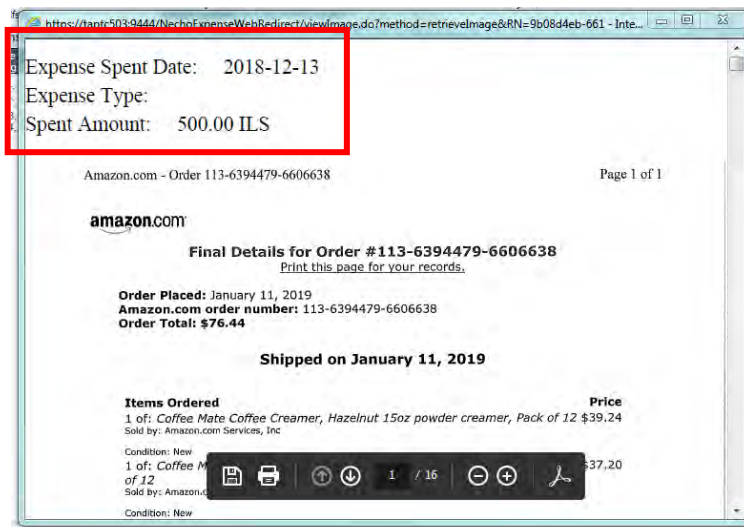 https://tantc503:9444/NechoExpenseWebRedirect/viewImage.do?method=retrieveImage&RN=9b08d4eb-661 - Inte...
Expense Spent Date: 2018-12-13
Expense Type:
Spent Amount: 500.00 ILS
Amazon.com - Order 113-6394479-6606638 Page 1 of 1
amazon.com
Final Details for Order #113-6394479-6606638
Print this page for your records.
Order Placed: January 11, 2019
Amazon.com order number: 113-6394479-6606638
Order Total: $76.44
Shipped on January 11, 2019
Items Ordered Price
1 of: Coffee Mate Coffee Creamer, Hazelnut 15oz powder creamer, Pack of 12 $39.24
Sold by: Amazon.com Services, Inc
Condition: New
1 of: Coffee M $37.20
of 12
Sold by: Amazon.c
Condition: New
1 / 16